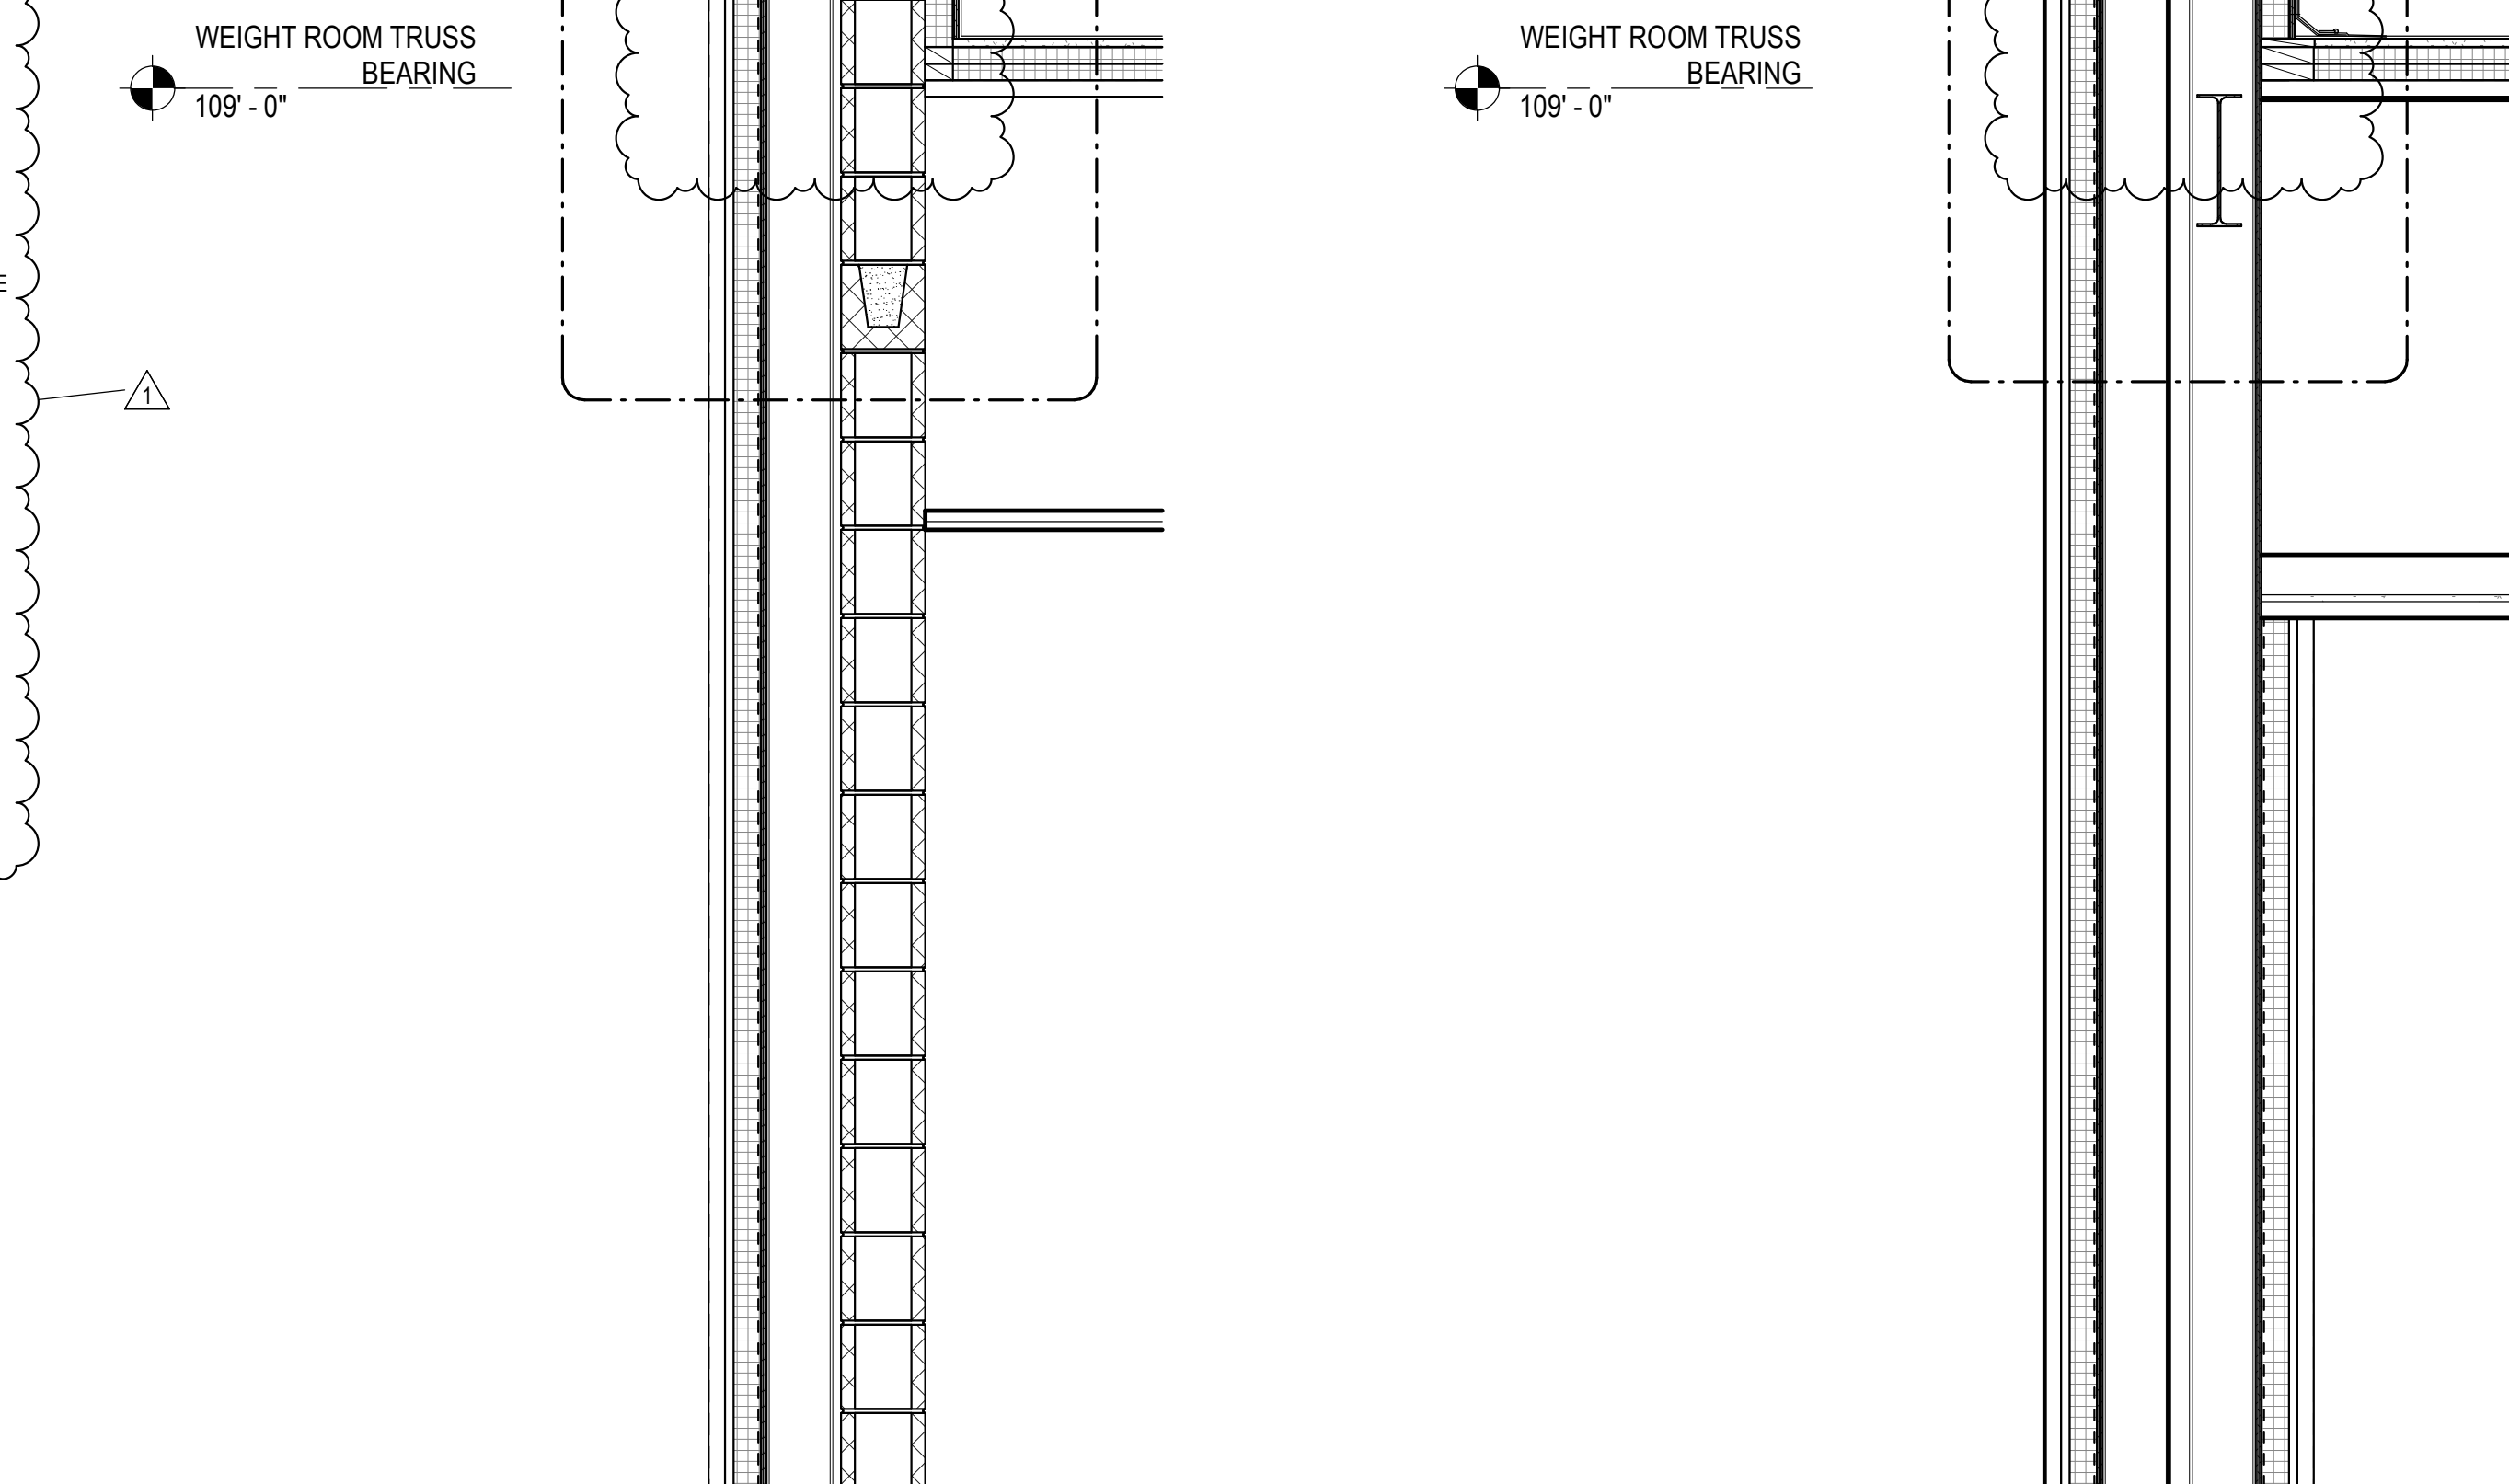 WEIGHT ROOM TRUSS
BEARING
109' - 0"
WEIGHT ROOM TRUSS
BEARING
109' - 0"
E
1